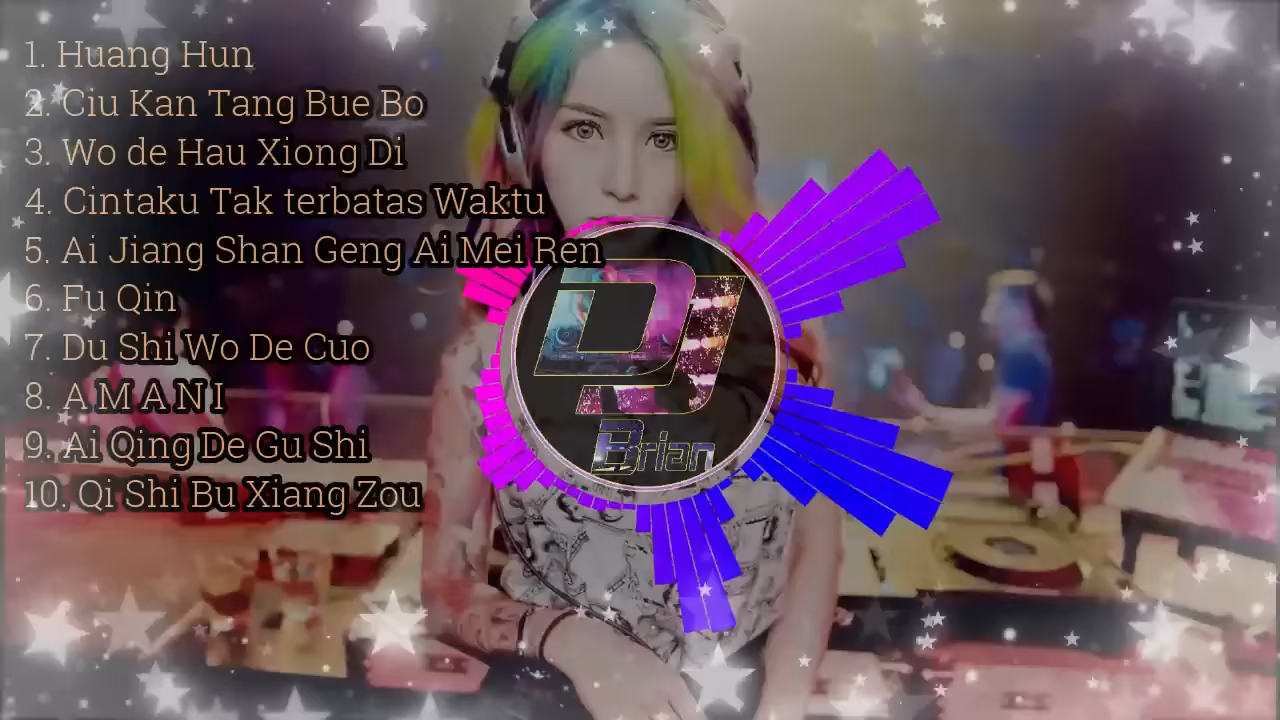 1. Huang Hun
2. Ciu Kan Tang Bue Bo
3. Wo de Hau Xiong Di
4. Cintaku Tak terbatas Waktu
5. Ai Jiang Shan Geng Ai Mei Ren
6. Fu Qin
7. Du Shi Wo De Cuo
8. A M A N I
9. Ai Qing De Gu Shi
10. Qi Shi Bu Xiang Zou
DJ
Brian